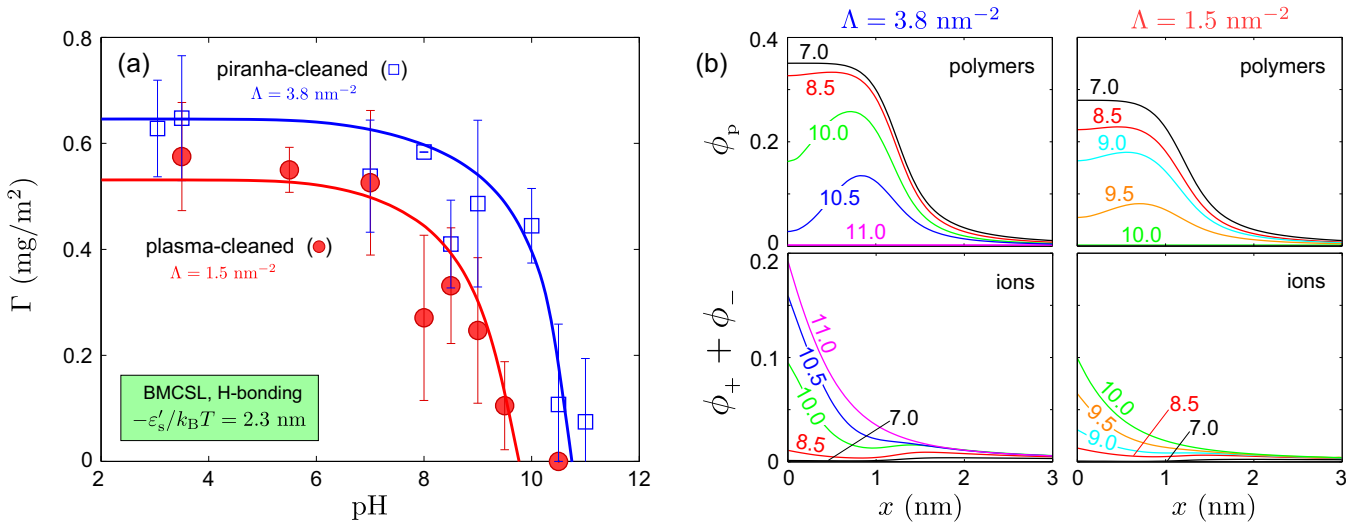 (a)
piranha-cleaned ( )
Λ = 3.8 nm⁻²
plasma-cleaned ( )
Λ = 1.5 nm⁻²
BMCSL, H-bonding
−ε′ₛ/k_BT = 2.3 nm
Γ (mg/m²)
0.8
0.6
0.4
0.2
0
2
4
6
8
10
12
pH
(b)
Λ = 3.8 nm⁻²
Λ = 1.5 nm⁻²
ϕ_p
0.4
0.2
0
7.0
polymers
8.5
10.0
10.5
11.0
7.0
polymers
8.5
9.0
9.5
10.0
ϕ₊ + ϕ₋
0.2
0.1
0
ions
11.0
10.5
10.0
7.0
8.5
0
1
2
3
x (nm)
ions
10.0
8.5
9.5
7.0
9.0
0
1
2
3
x (nm)